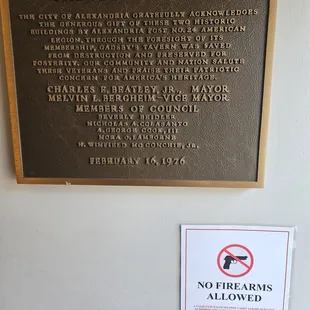 THE CITY OF ALEXANDRIA GRATEFULLY ACKNOWLEDGES
THE GENEROUS GIFT OF THESE TWO HISTORIC
BUILDINGS BY ALEXANDRIA POST NO. 24 AMERICAN
LEGION, THROUGH THE FORESIGHT OF ITS
MEMBERSHIP, GADSBY'S TAVERN WAS SAVED
FROM DESTRUCTION AND PRESERVED FOR
POSTERITY. OUR COMMUNITY AND NATION SALUTE
THESE VETERANS AND PRAISE THEIR PATRIOTIC
CONCERN FOR AMERICA'S HERITAGE.
CHARLES E. BEATLEY, JR., MAYOR
MELVIN L. BERGHEIM—VICE MAYOR
MEMBERS OF COUNCIL
BEVERLY BEIDLER
NICHOLAS A. COLASANTO
A. GEORGE COOK, III
NORA O. LAMBORNE
H. WINFIELD MC CONCHIE, JR.
FEBRUARY 16, 1976
NO FIREARMS
ALLOWED